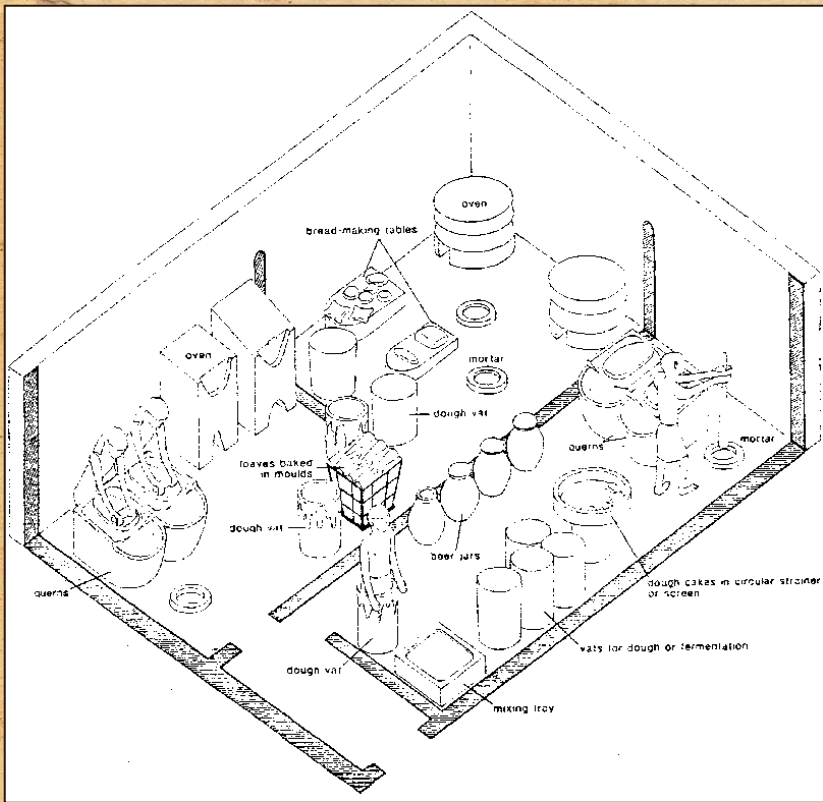 oven
bread-making tables
oven
mortar
dough vat
querns
mortar
loaves baked
in moulds
dough vat
beer jars
dough cakes in circular strainer
or screen
querns
vats for dough or fermentation
dough vat
mixing tray